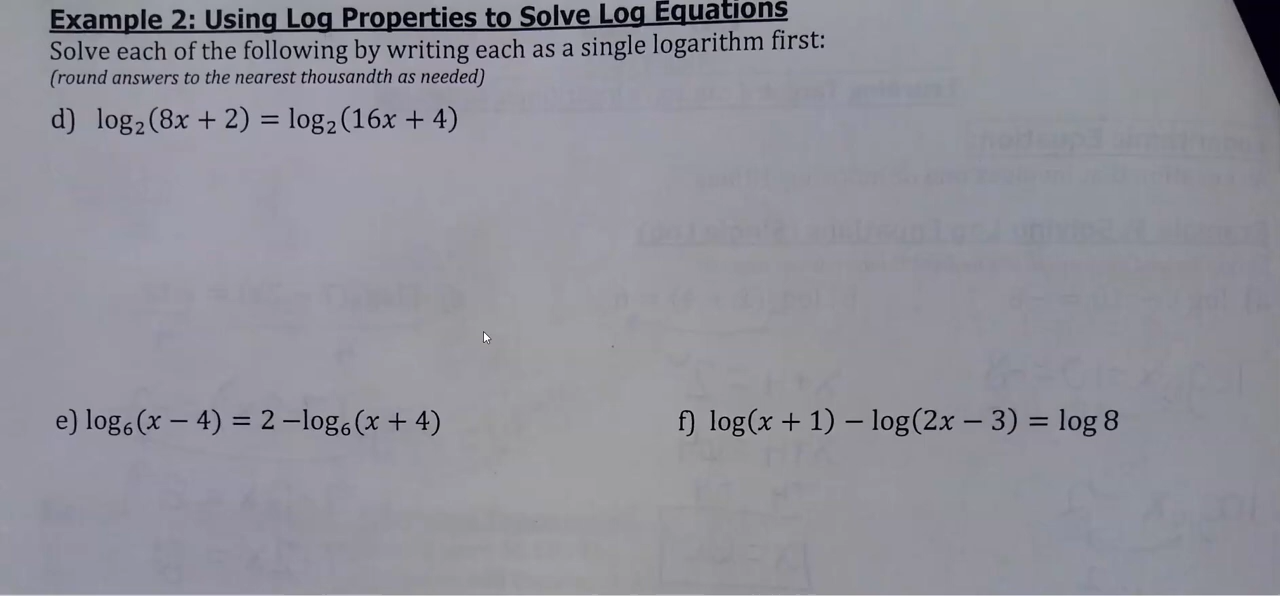 Example 2: Using Log Properties to Solve Log Equations
Solve each of the following by writing each as a single logarithm first:
(round answers to the nearest thousandth as needed)
d) log₂(8x + 2) = log₂(16x + 4)
e) log₆(x − 4) = 2 −log₆(x + 4)
f) log(x + 1) − log(2x − 3) = log 8